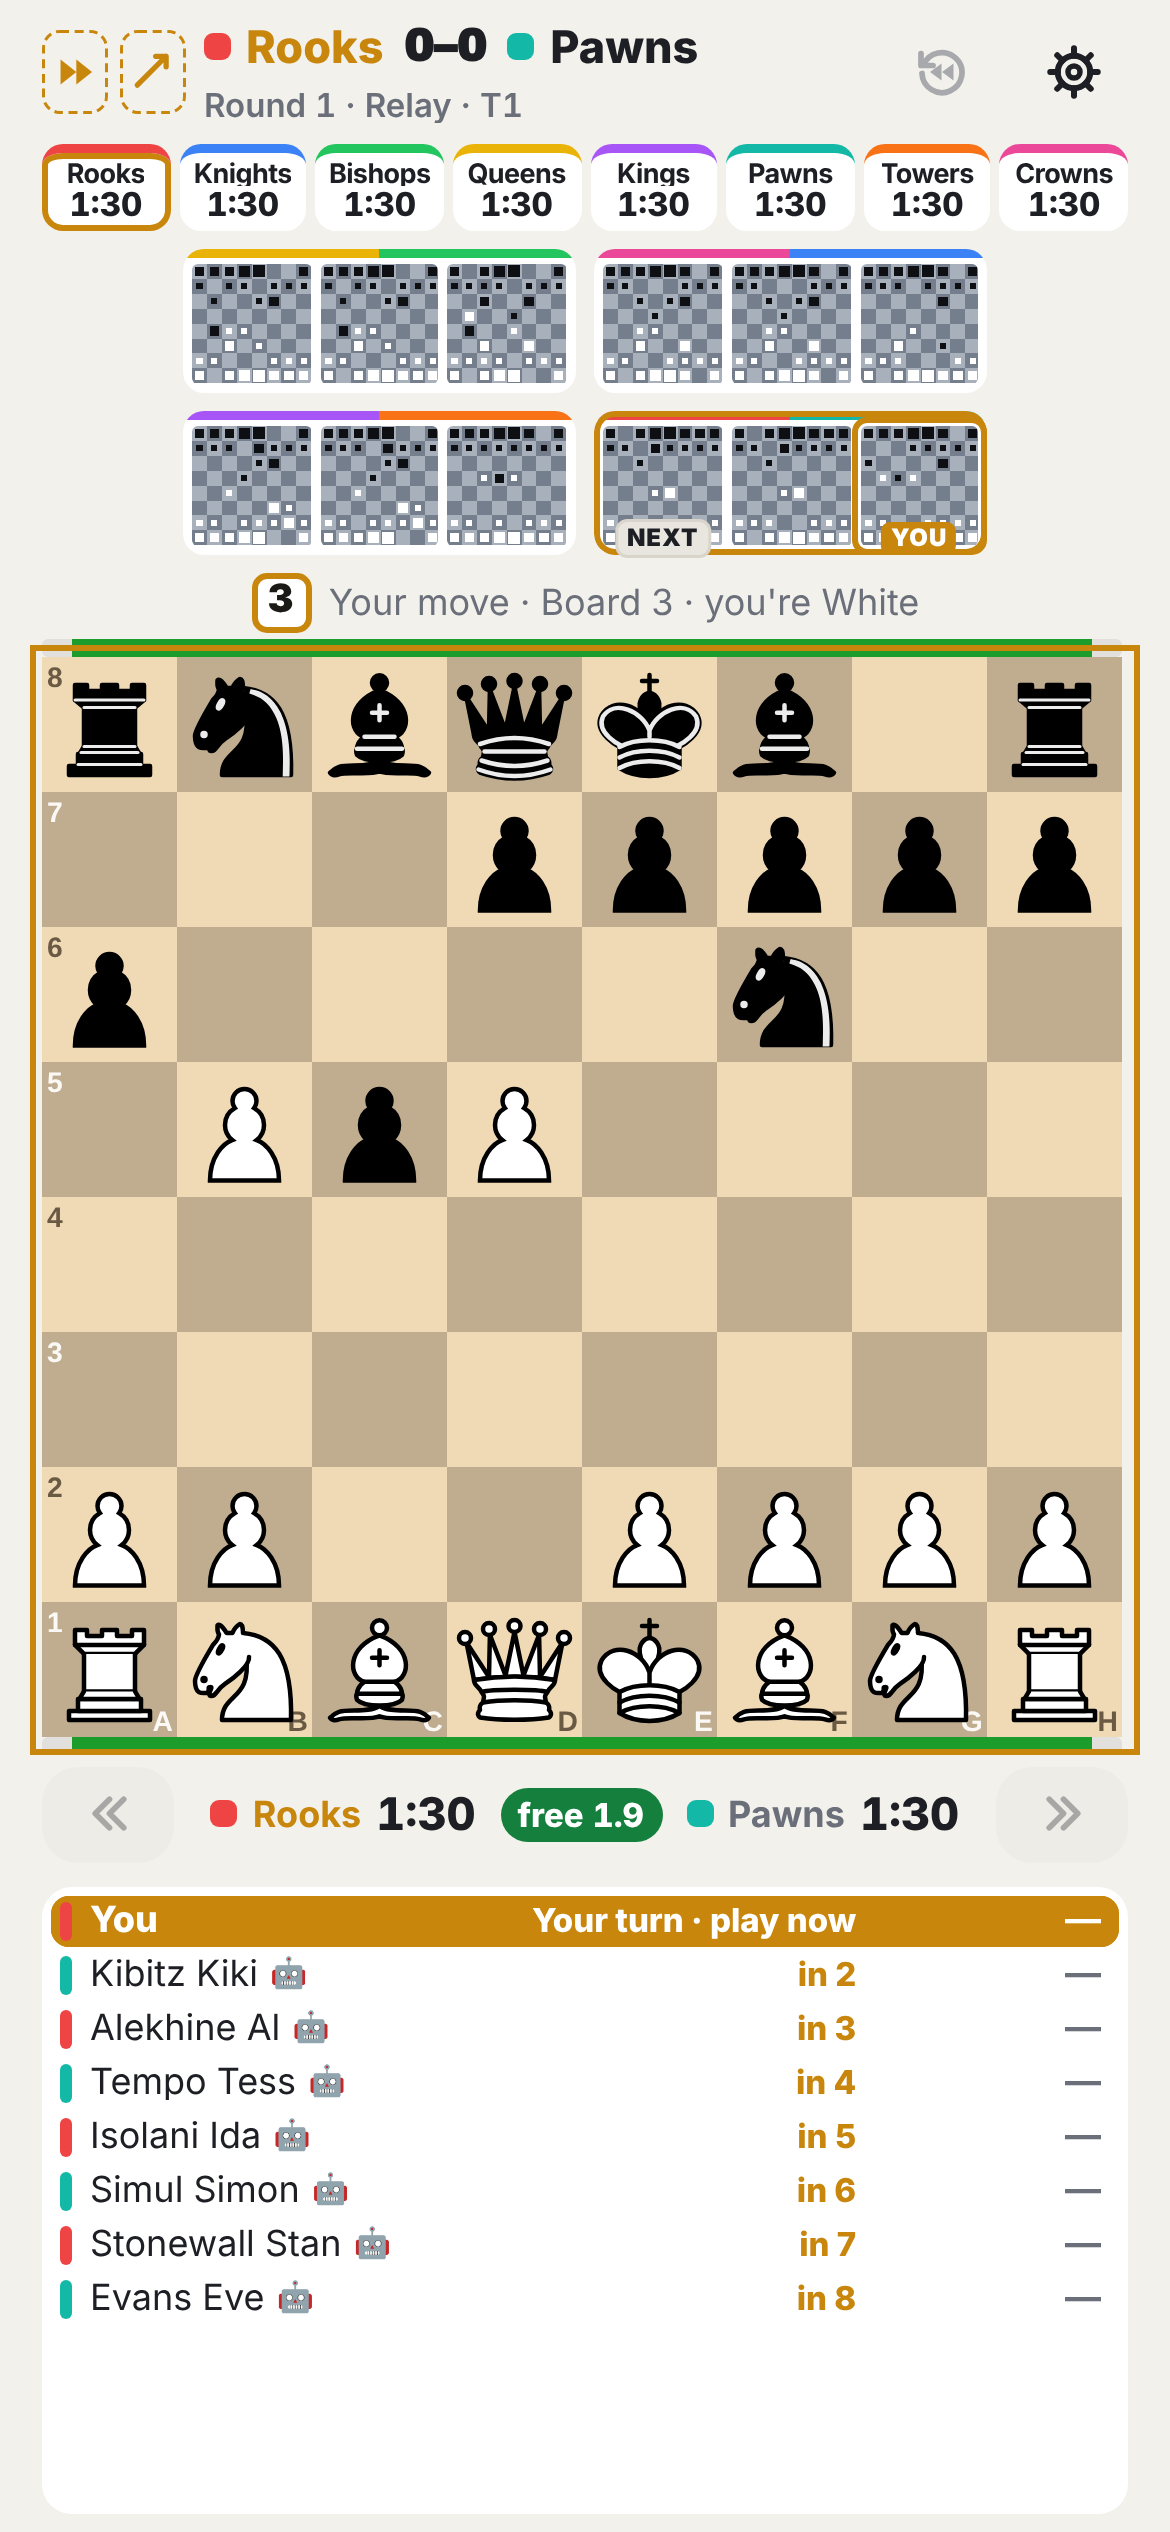 Rooks 0–0 Pawns
Round 1 · Relay · T1
Rooks Knights Bishops Queens Kings Pawns Towers Crowns
1:30 1:30 1:30 1:30 1:30 1:30 1:30 1:30
NEXT YOU
3 Your move · Board 3 · you're White
8
7
6
5
4
3
2
1
A B C D E F G H
Rooks 1:30 free 1.9 Pawns 1:30
You Your turn · play now —
Kibitz Kiki in 2 —
Alekhine Al in 3 —
Tempo Tess in 4 —
Isolani Ida in 5 —
Simul Simon in 6 —
Stonewall Stan in 7 —
Evans Eve in 8 —